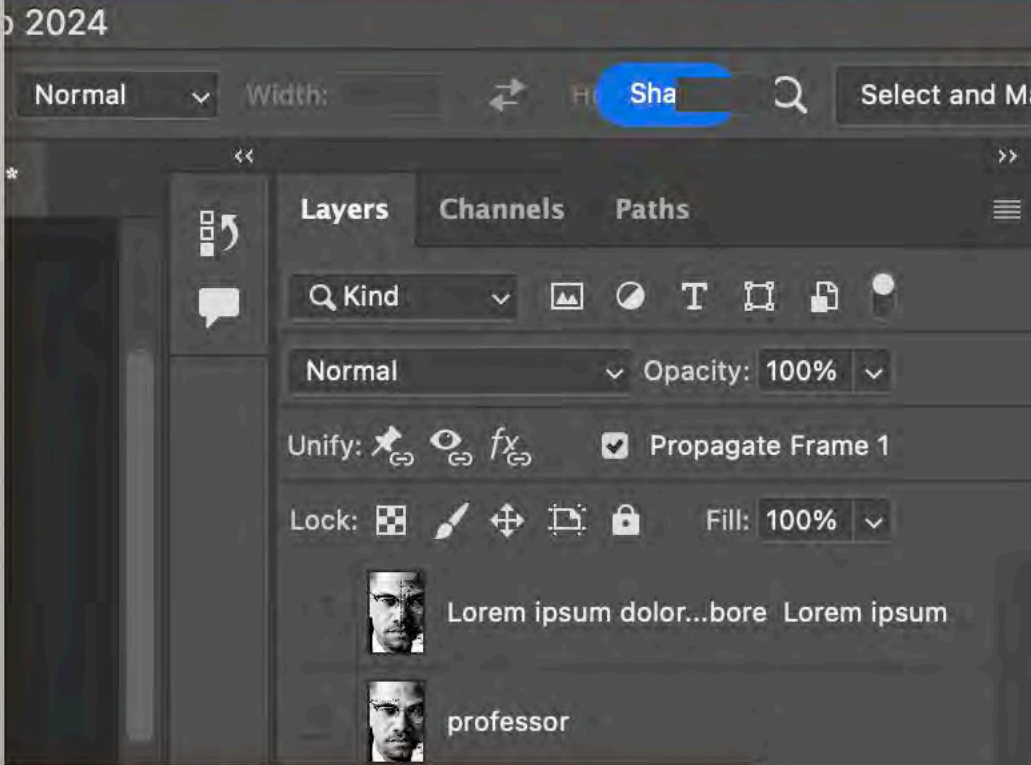 2024
Normal Width: Sha Select and M
*
Layers Channels Paths
Kind T
Normal Opacity: 100%
Unify: fx Propagate Frame 1
Lock: Fill: 100%
Lorem ipsum dolor...bore Lorem ipsum
professor